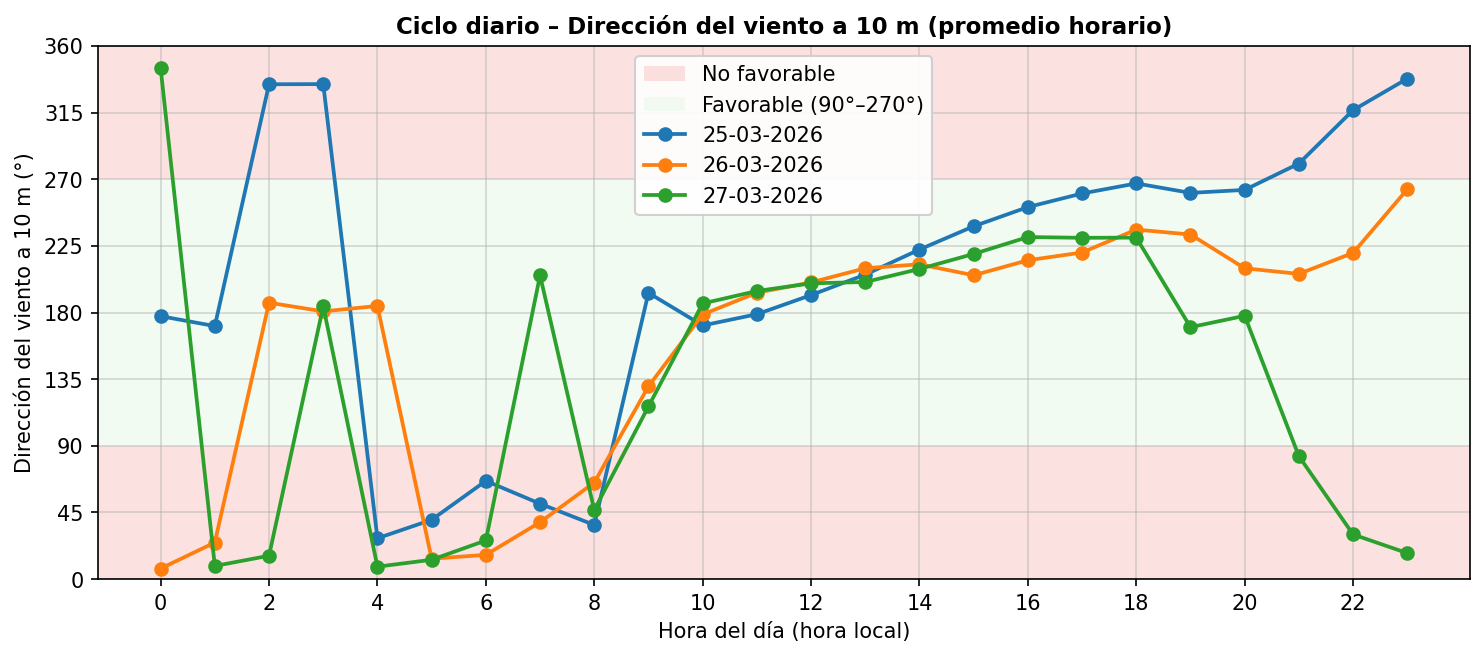 Ciclo diario – Dirección del viento a 10 m (promedio horario)
Dirección del viento a 10 m (°)
360
315
270
225
180
135
90
45
0
No favorable
Favorable (90°–270°)
25-03-2026
26-03-2026
27-03-2026
0 2 4 6 8 10 12 14 16 18 20 22
Hora del día (hora local)